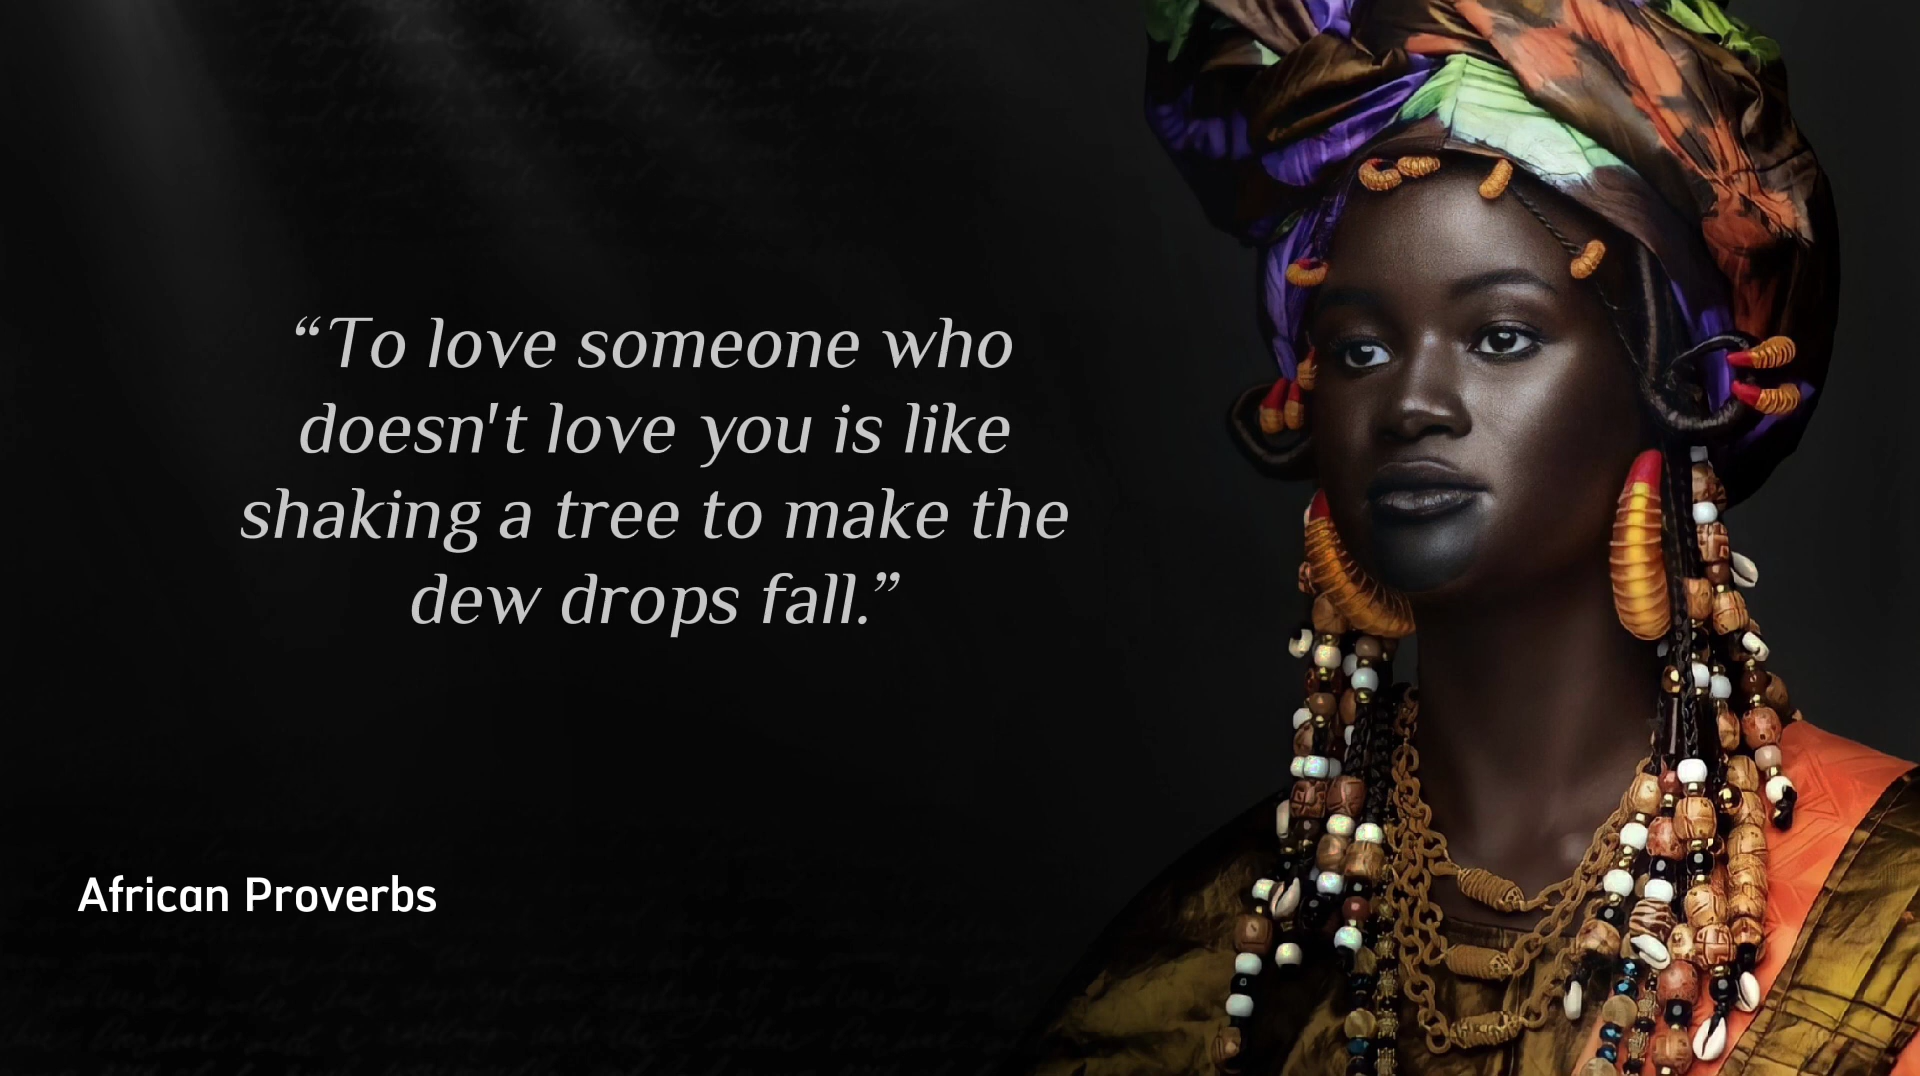 “To love someone who
doesn't love you is like
shaking a tree to make the
dew drops fall.”
African Proverbs